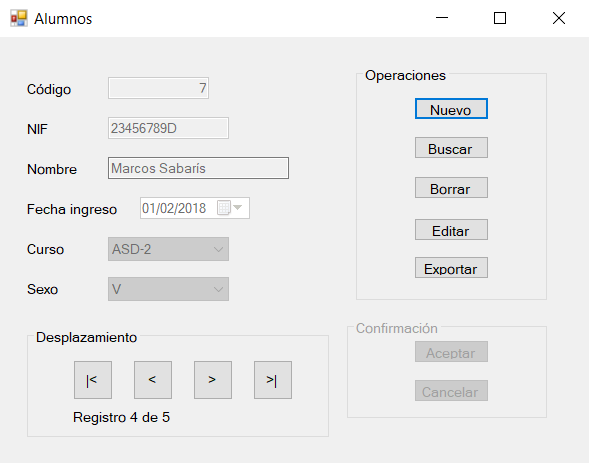 Alumnos
Código 7
NIF 23456789D
Nombre Marcos Sabarís
Fecha ingreso 01/02/2018
Curso ASD-2
Sexo V
Operaciones
Nuevo
Buscar
Borrar
Editar
Exportar
Desplazamiento
|< < > >|
Registro 4 de 5
Confirmación
Aceptar
Cancelar